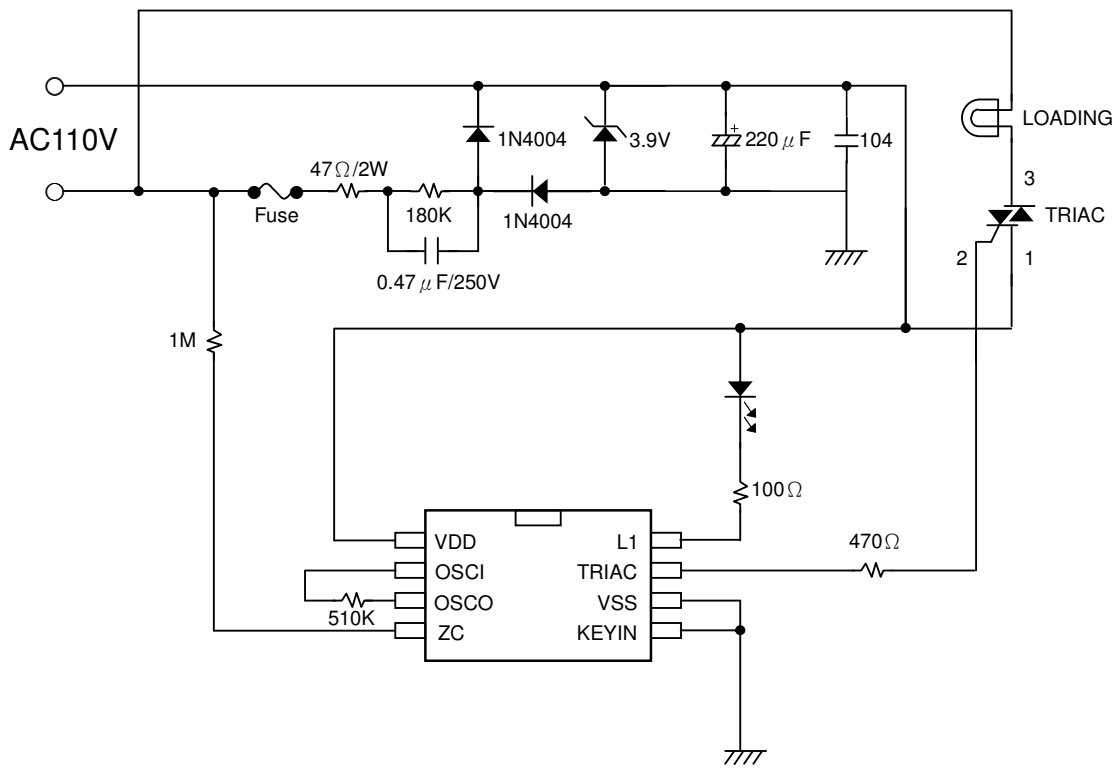 LOADING
AC110V
1N4004
3.9V
+
220μF
104
47Ω/2W
3
Fuse
180K
1N4004
TRIAC
2
1
0.47μF/250V
1M
100Ω
VDD
L1
470Ω
OSCI
TRIAC
OSCO
VSS
510K
ZC
KEYIN